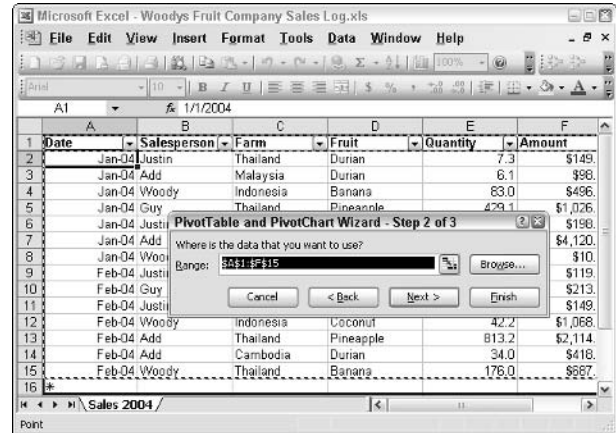 Microsoft Excel - Woodys Fruit Company Sales Log.xls
File Edit View Insert Format Tools Data Window Help
100%
Arial 10 B I U $ % ,
A1 fx 1/1/2004
A B C D E F
1 Date Salesperson Farm Fruit Quantity Amount
2 Jan-04 Justin Thailand Durian 7.3 $149.
3 Jan-04 Add Malaysia Durian 6.1 $98.
4 Jan-04 Woody Indonesia Banana 83.0 $496.
5 Jan-04 Guy Thailand Pineapple 429.1 $1,026.
6 Jan-04 Justi $198.
7 Jan-04 Add $4,120.
8 Jan-04 Woo $10.
9 Feb-04 Justi $119.
10 Feb-04 Guy $213.
11 Feb-04 Justi $149.
12 Feb-04 Woody Indonesia Coconut 42.2 $1,068.
13 Feb-04 Add Thailand Pineapple 813.2 $2,114.
14 Feb-04 Add Cambodia Durian 34.0 $418.
15 Feb-04 Woody Thailand Banana 176.0 $687.
16 *
PivotTable and PivotChart Wizard - Step 2 of 3
Where is the data that you want to use?
Range: $A$1:$F$15 Browse...
Cancel < Back Next > Finish
Sales 2004
Point